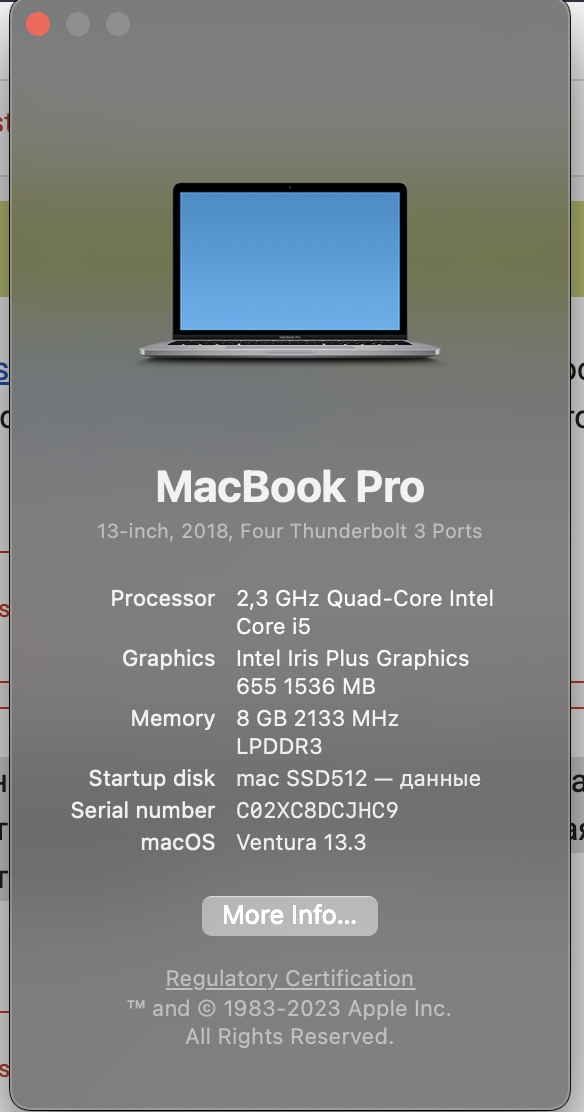 MacBook Pro
13-inch, 2018, Four Thunderbolt 3 Ports
Processor 2,3 GHz Quad-Core Intel
Core i5
Graphics Intel Iris Plus Graphics
655 1536 MB
Memory 8 GB 2133 MHz
LPDDR3
Startup disk mac SSD512 — данные
Serial number C02XC8DCJHC9
macOS Ventura 13.3
More Info...
Regulatory Certification
™ and © 1983-2023 Apple Inc.
All Rights Reserved.